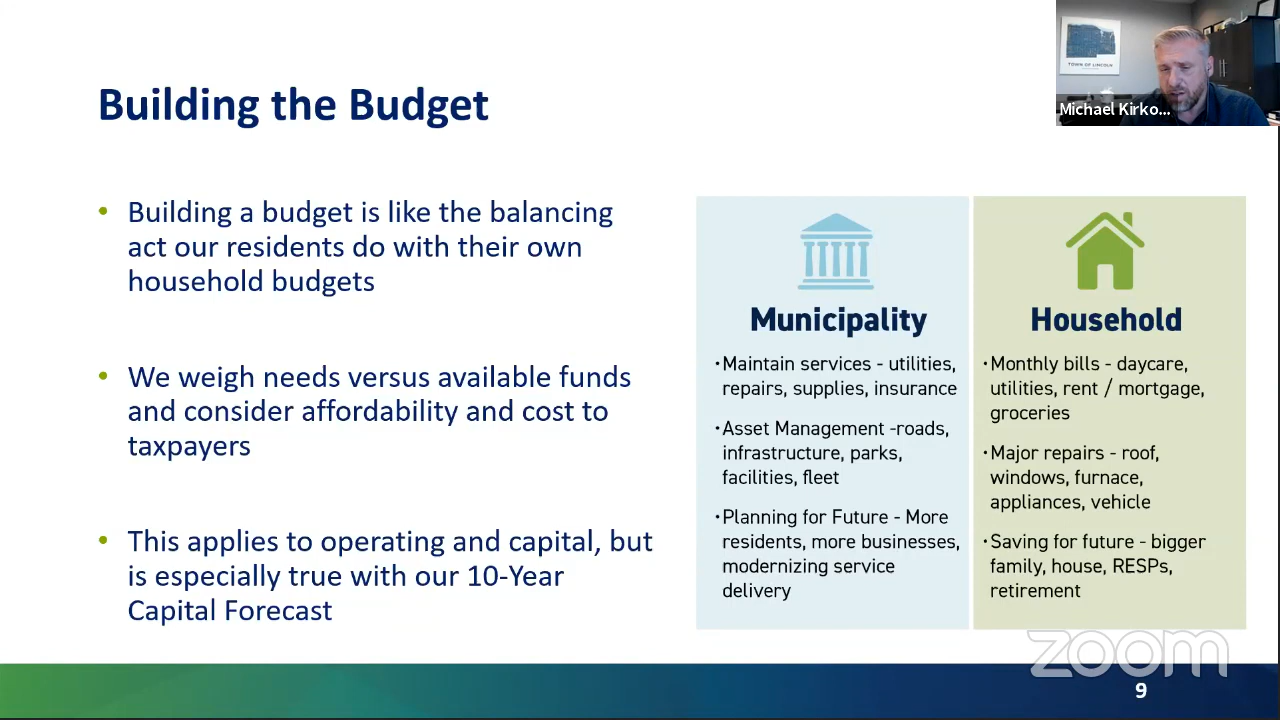 Building the Budget
TOWN OF LINCOLN
Michael Kirko...
• Building a budget is like the balancing
act our residents do with their own
household budgets
• We weigh needs versus available funds
and consider affordability and cost to
taxpayers
• This applies to operating and capital, but
is especially true with our 10-Year
Capital Forecast
Municipality
·Maintain services - utilities,
repairs, supplies, insurance
·Asset Management -roads,
infrastructure, parks,
facilities, fleet
·Planning for Future - More
residents, more businesses,
modernizing service
delivery
Household
·Monthly bills - daycare,
utilities, rent / mortgage,
groceries
·Major repairs - roof,
windows, furnace,
appliances, vehicle
·Saving for future - bigger
family, house, RESPs,
retirement
zoom
9